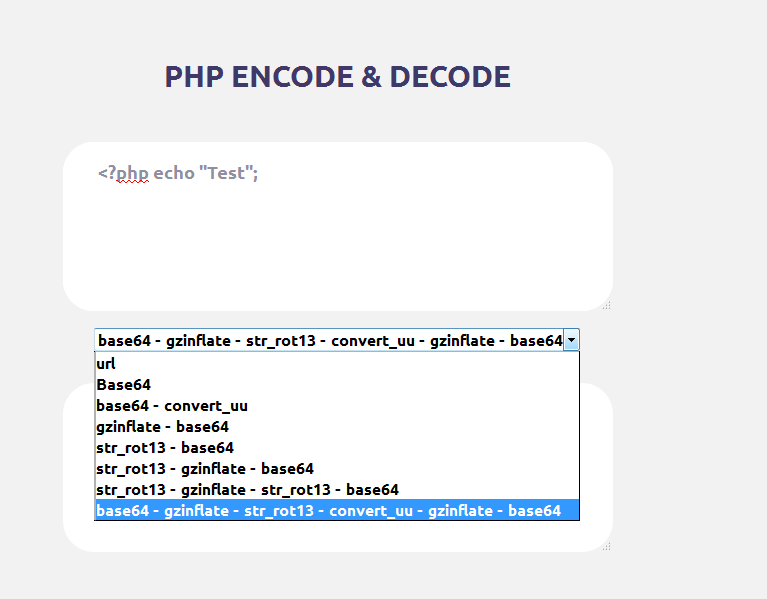 PHP ENCODE & DECODE
<?php echo "Test";
base64 - gzinflate - str_rot13 - convert_uu - gzinflate - base64
url
Base64
base64 - convert_uu
gzinflate - base64
str_rot13 - base64
str_rot13 - gzinflate - base64
str_rot13 - gzinflate - str_rot13 - base64
base64 - gzinflate - str_rot13 - convert_uu - gzinflate - base64